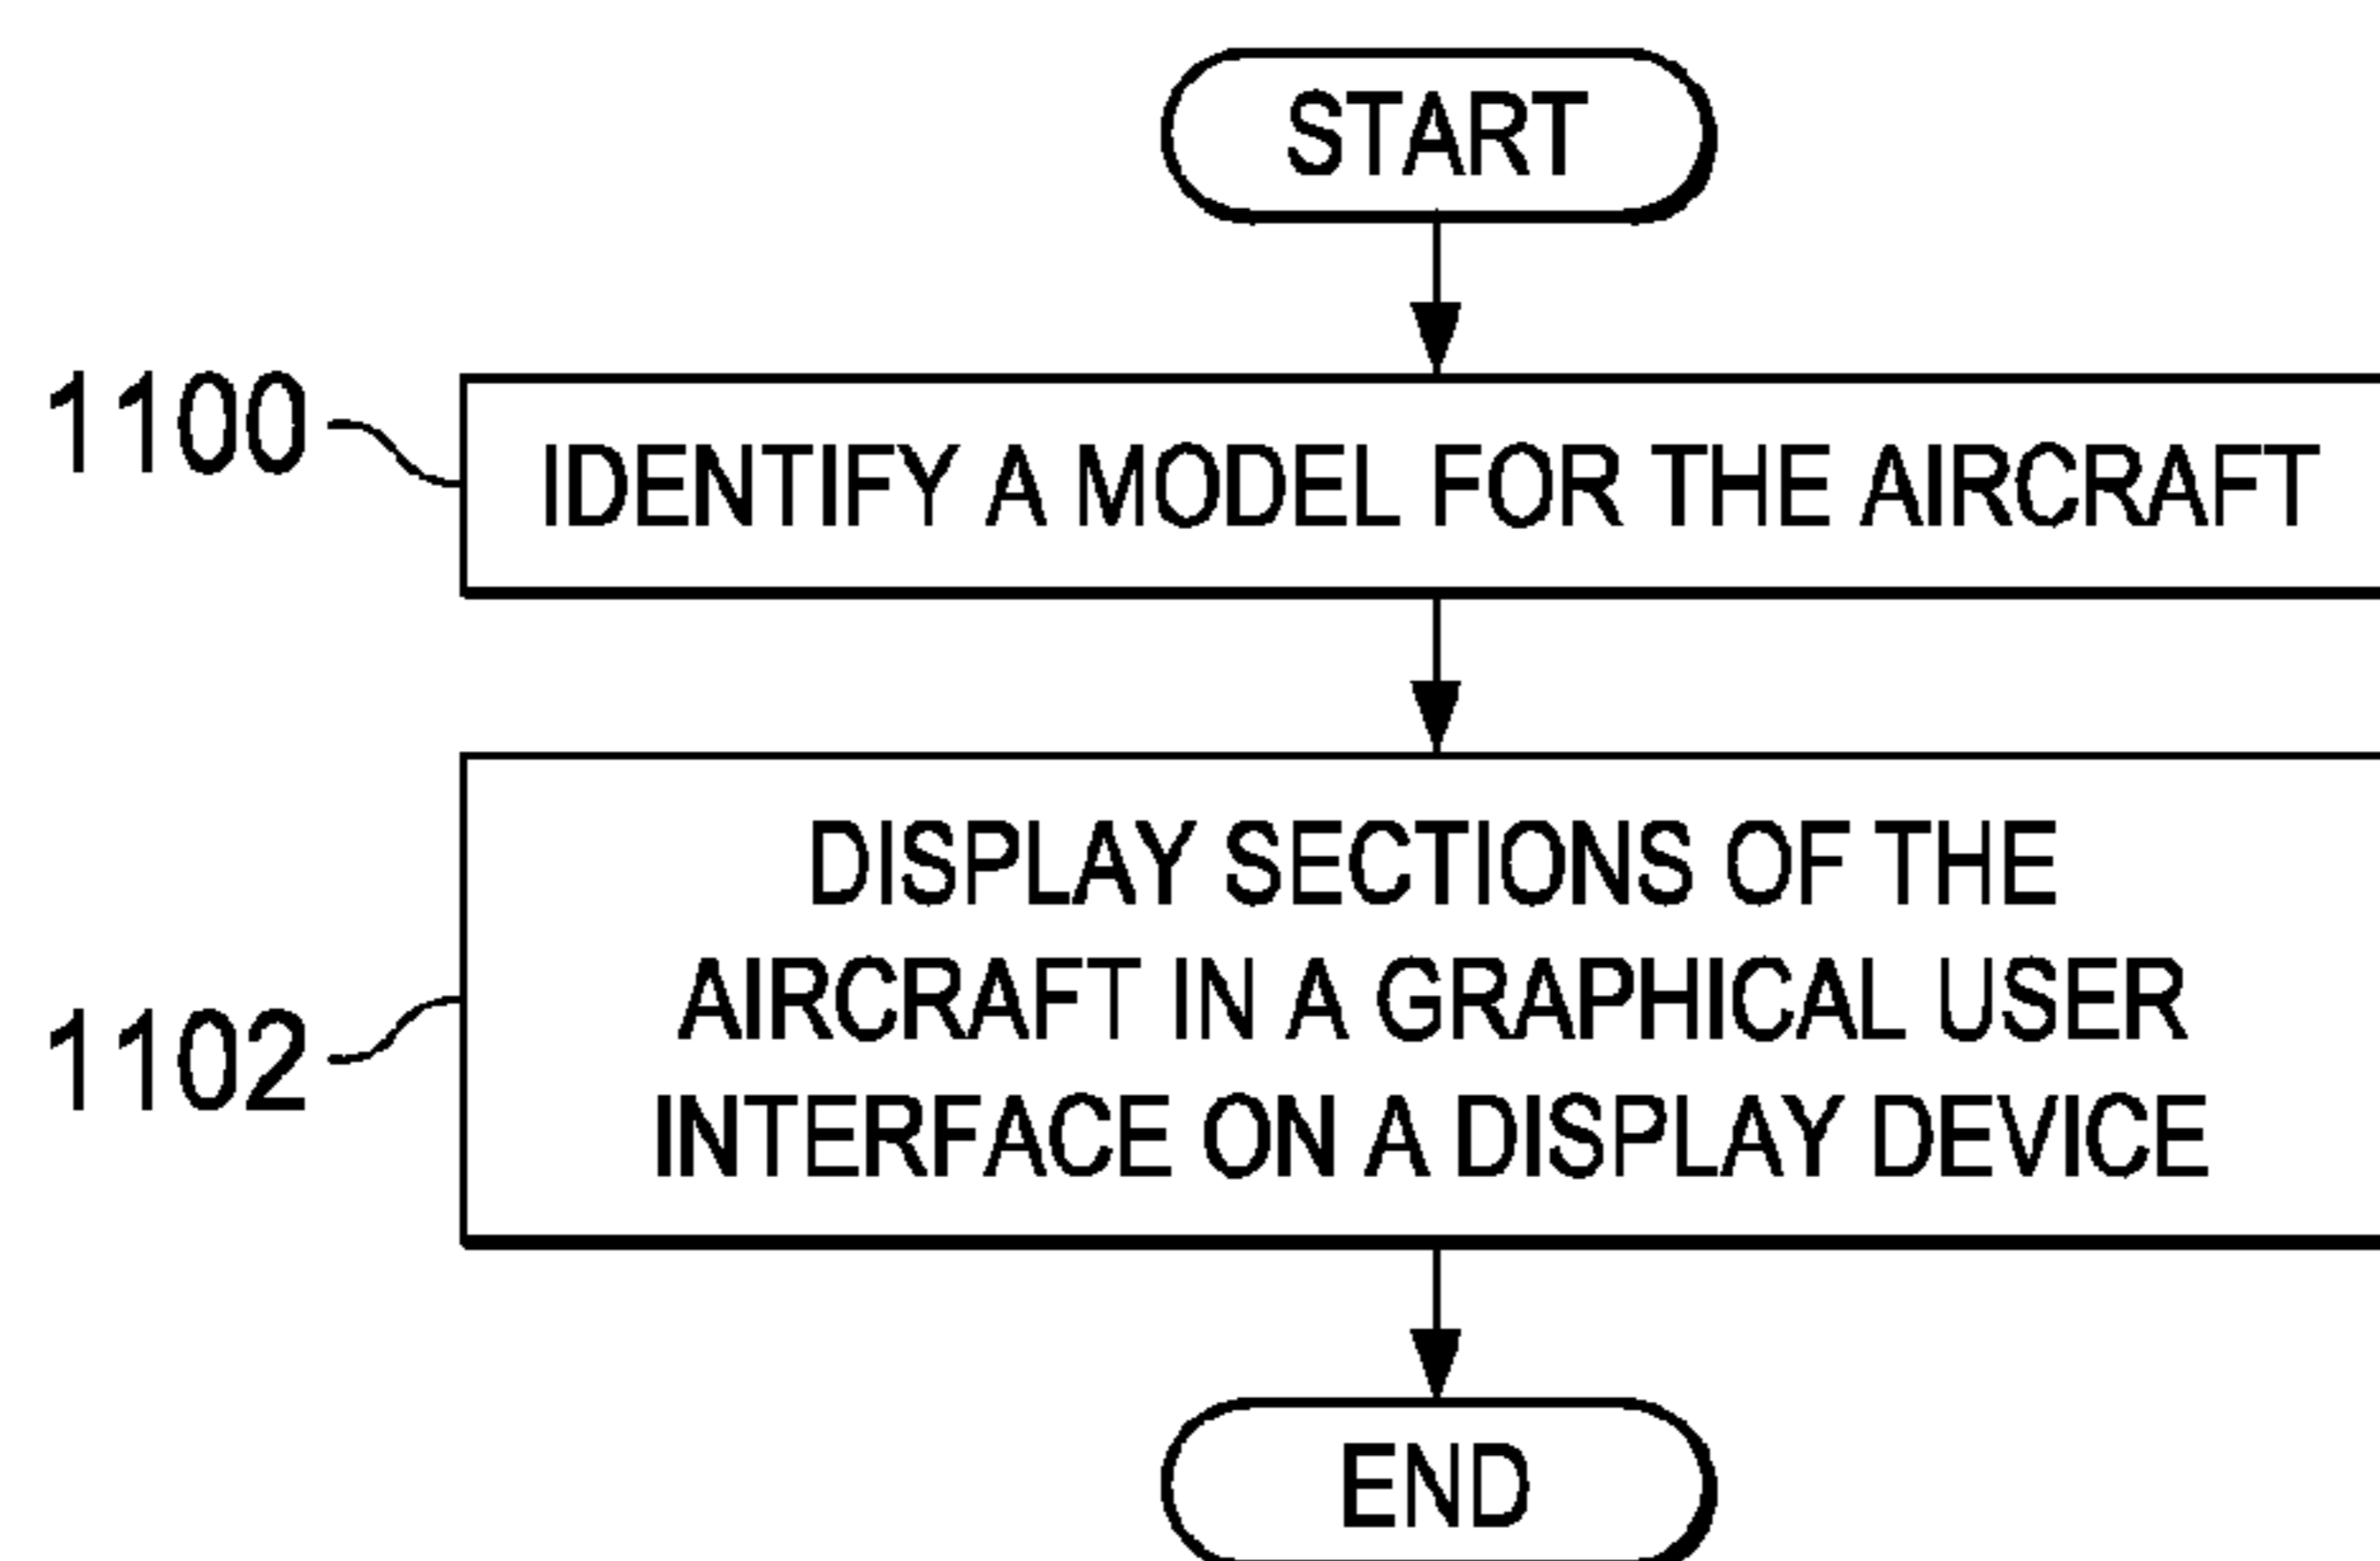 START
1100
IDENTIFY A MODEL FOR THE AIRCRAFT
DISPLAY SECTIONS OF THE
AIRCRAFT IN A GRAPHICAL USER
INTERFACE ON A DISPLAY DEVICE
1102
END